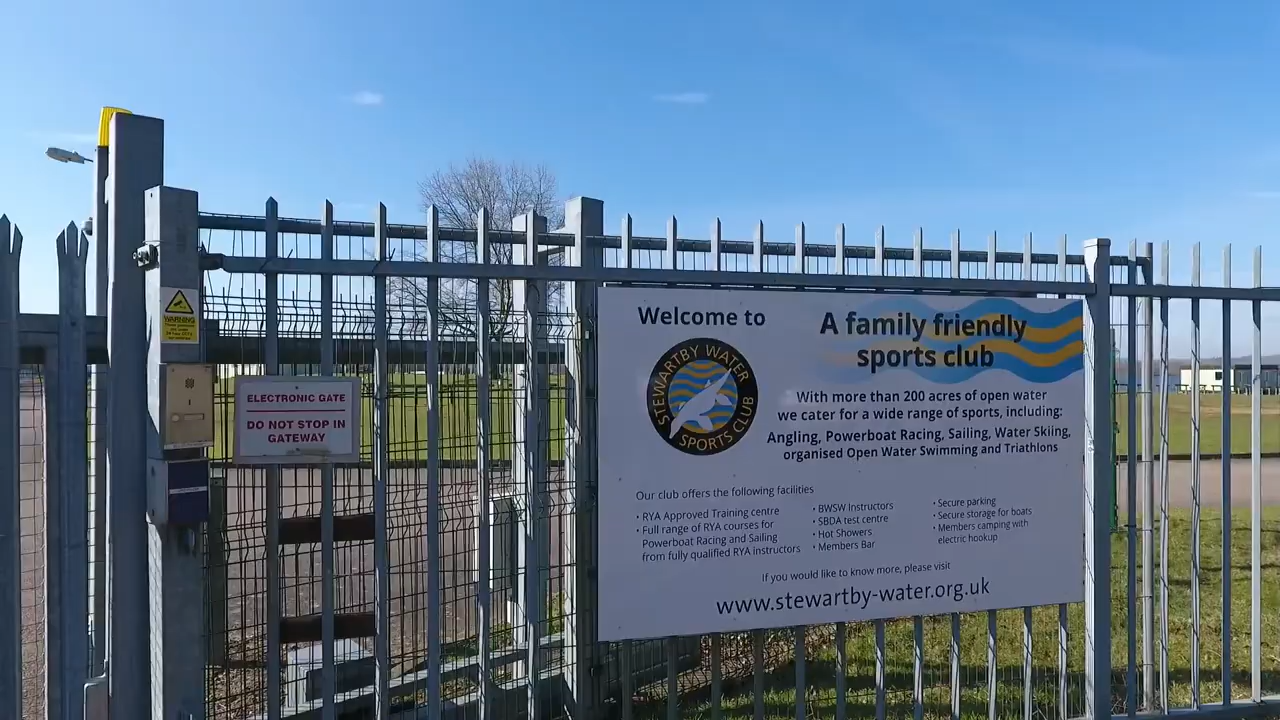 WARNING
ELECTRONIC GATE
DO NOT STOP IN
GATEWAY
Welcome to
STEWARTBY WATER
SPORTS CLUB
A family friendly
sports club
With more than 200 acres of open water
we cater for a wide range of sports, including:
Angling, Powerboat Racing, Sailing, Water Skiing,
organised Open Water Swimming and Triathlons
Our club offers the following facilities
• RYA Approved Training centre
• Full range of RYA courses for
Powerboat Racing and Sailing
from fully qualified RYA instructors
• BWSW Instructors
• SBDA test centre
• Hot Showers
• Members Bar
• Secure parking
• Secure storage for boats
• Members camping with
electric hookup
If you would like to know more, please visit
www.stewartby-water.org.uk